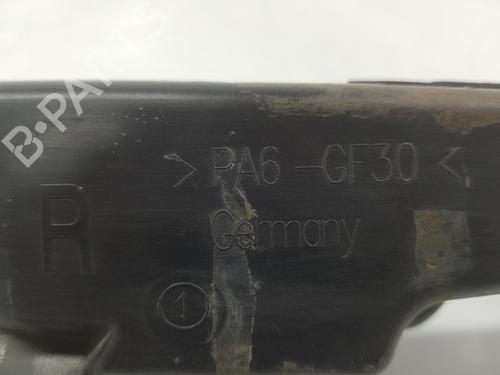 B-PARTS
>PA6-GF30<
R
Germany
1